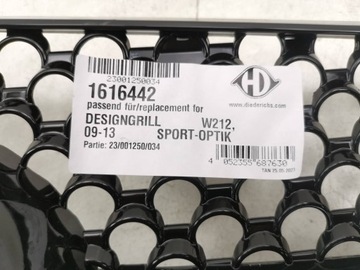 23001250034
1616442
passend für/replacement for
DESIGNGRILL W212,
09-13 SPORT-OPTIK
Partie: 23/001250/034
HD
www.diederichs.com
4 052355 687630